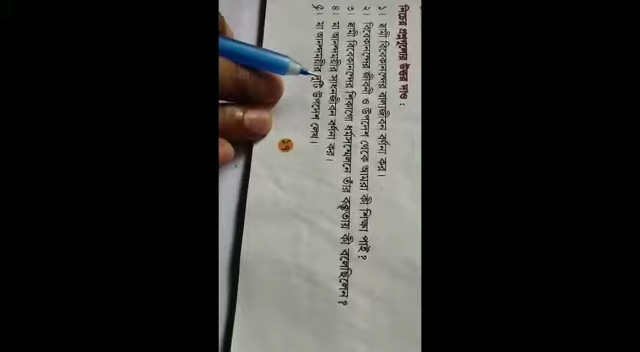 নিচের প্রশ্নগুলোর উত্তর দাও :
১। স্বামী বিবেকানন্দের বাল্যজীবন বর্ণনা কর।
২। বিবেকানন্দের জীবনী ও উপদেশ থেকে আমরা কী শিক্ষা পাই?
৩। স্বামী বিবেকানন্দের শিকাগো ধর্মসম্মেলনে তাঁর বক্তৃতায় কী বলেছিলেন?
৪। মা আনন্দময়ীর সাধনজীবন বর্ণনা কর।
৫। মা আনন্দময়ীর উপদেশ লেখ।